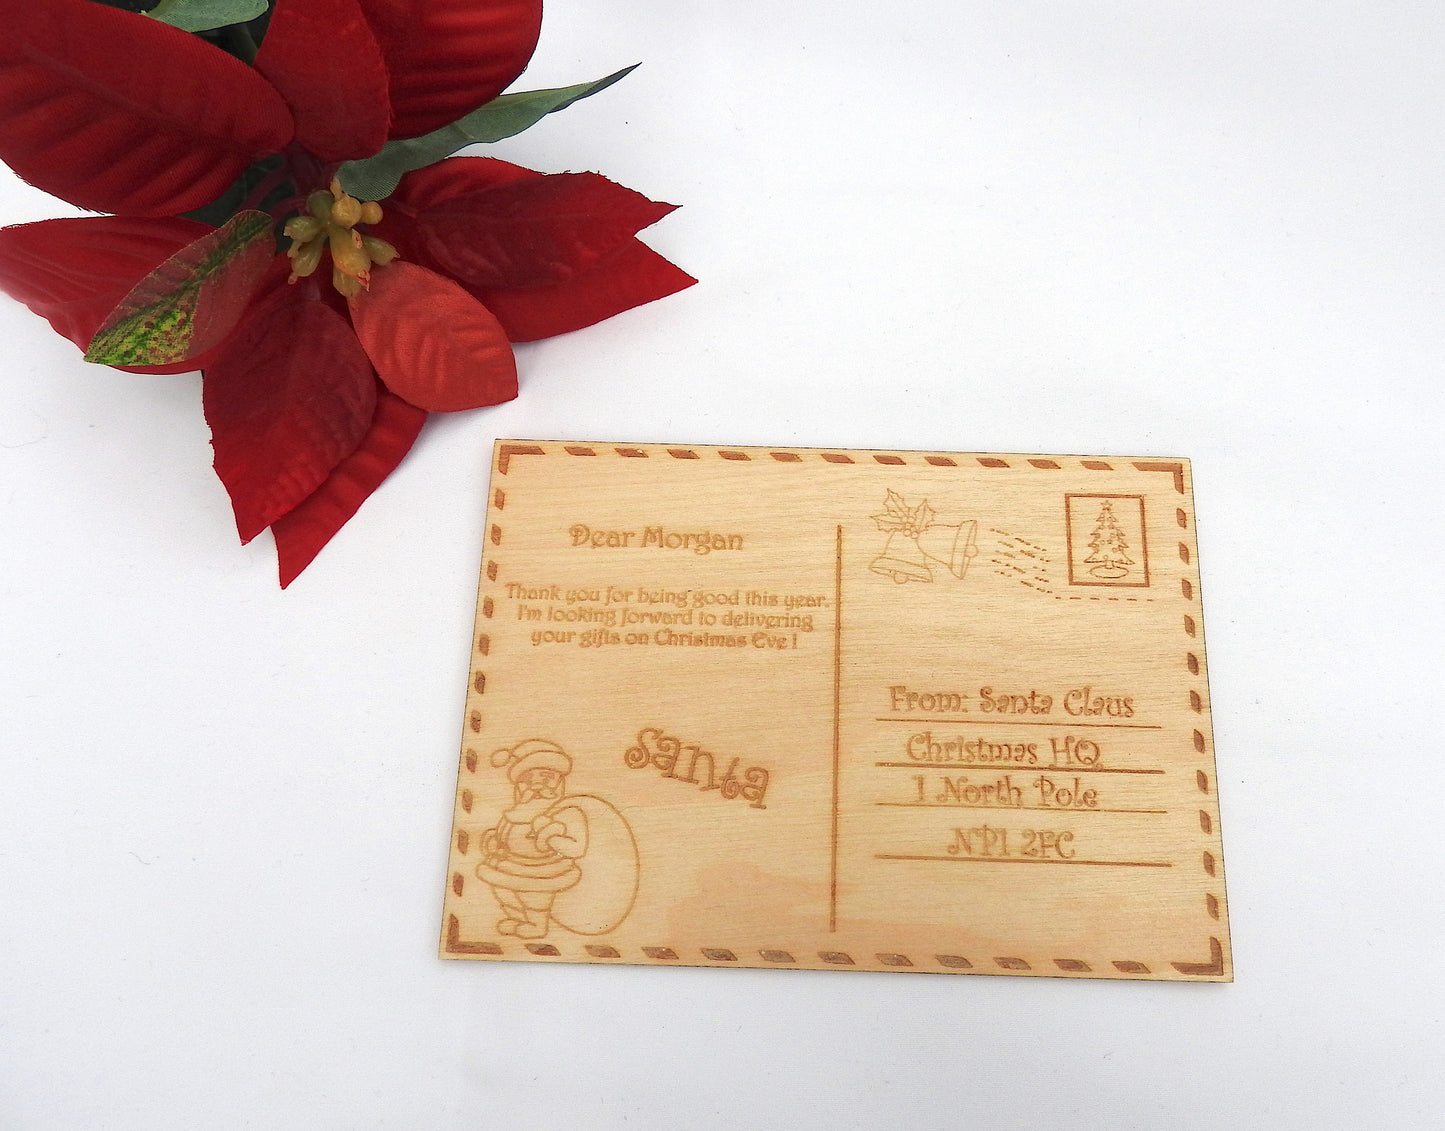 Dear Morgan
Thank you for being good this year.
I'm looking forward to delivering
your gifts on Christmas Eve!
Santa
From: Santa Claus
Christmas HQ
1 North Pole
NP1 2FC